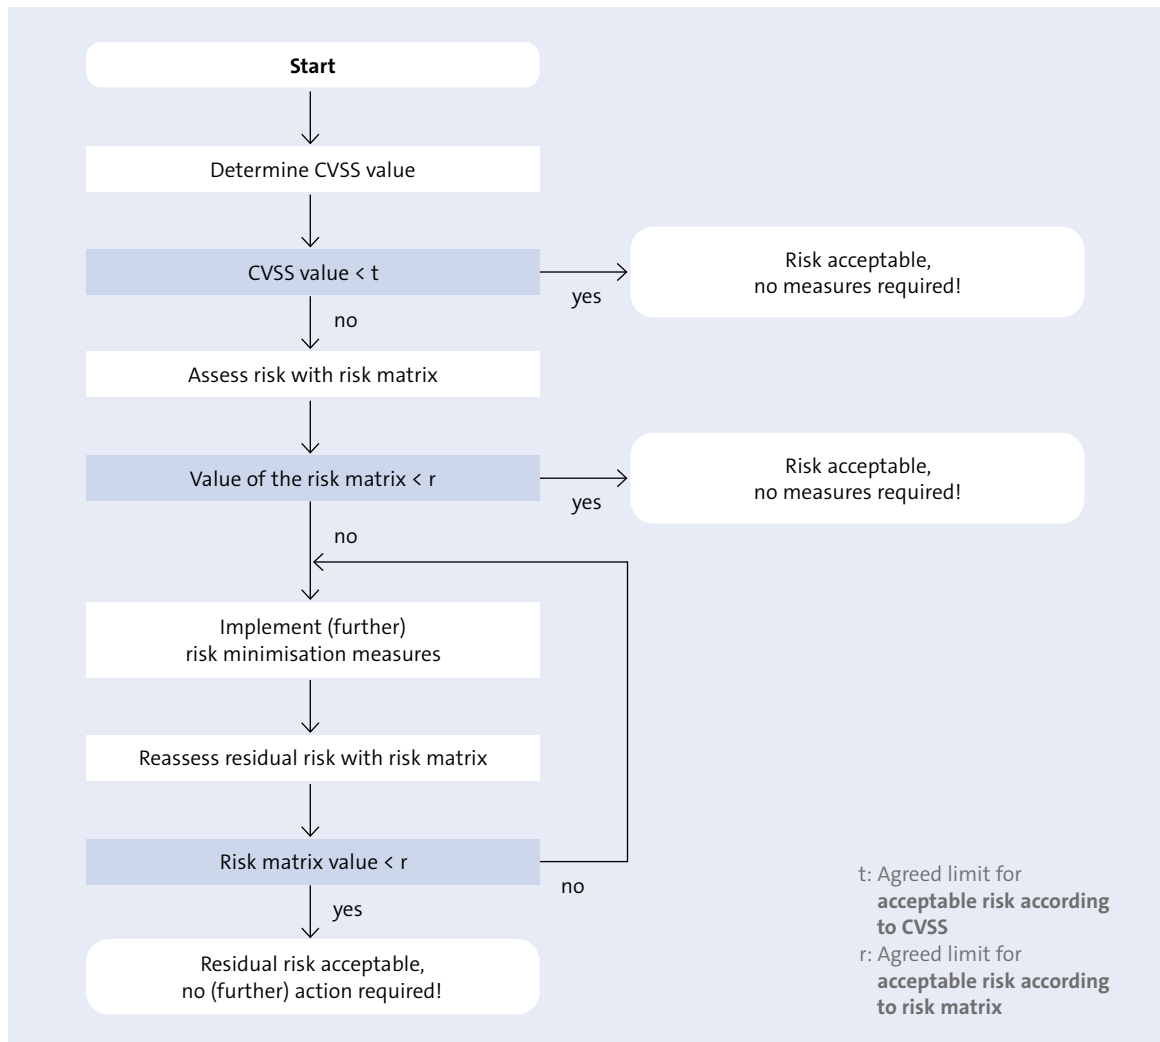 Start
Determine CVSS value
CVSS value < t
yes
Risk acceptable,
no measures required!
no
Assess risk with risk matrix
Value of the risk matrix < r
yes
Risk acceptable,
no measures required!
no
Implement (further)
risk minimisation measures
Reassess residual risk with risk matrix
Risk matrix value < r
no
yes
Residual risk acceptable,
no (further) action required!
t: Agreed limit for
acceptable risk according
to CVSS
r: Agreed limit for
acceptable risk according
to risk matrix